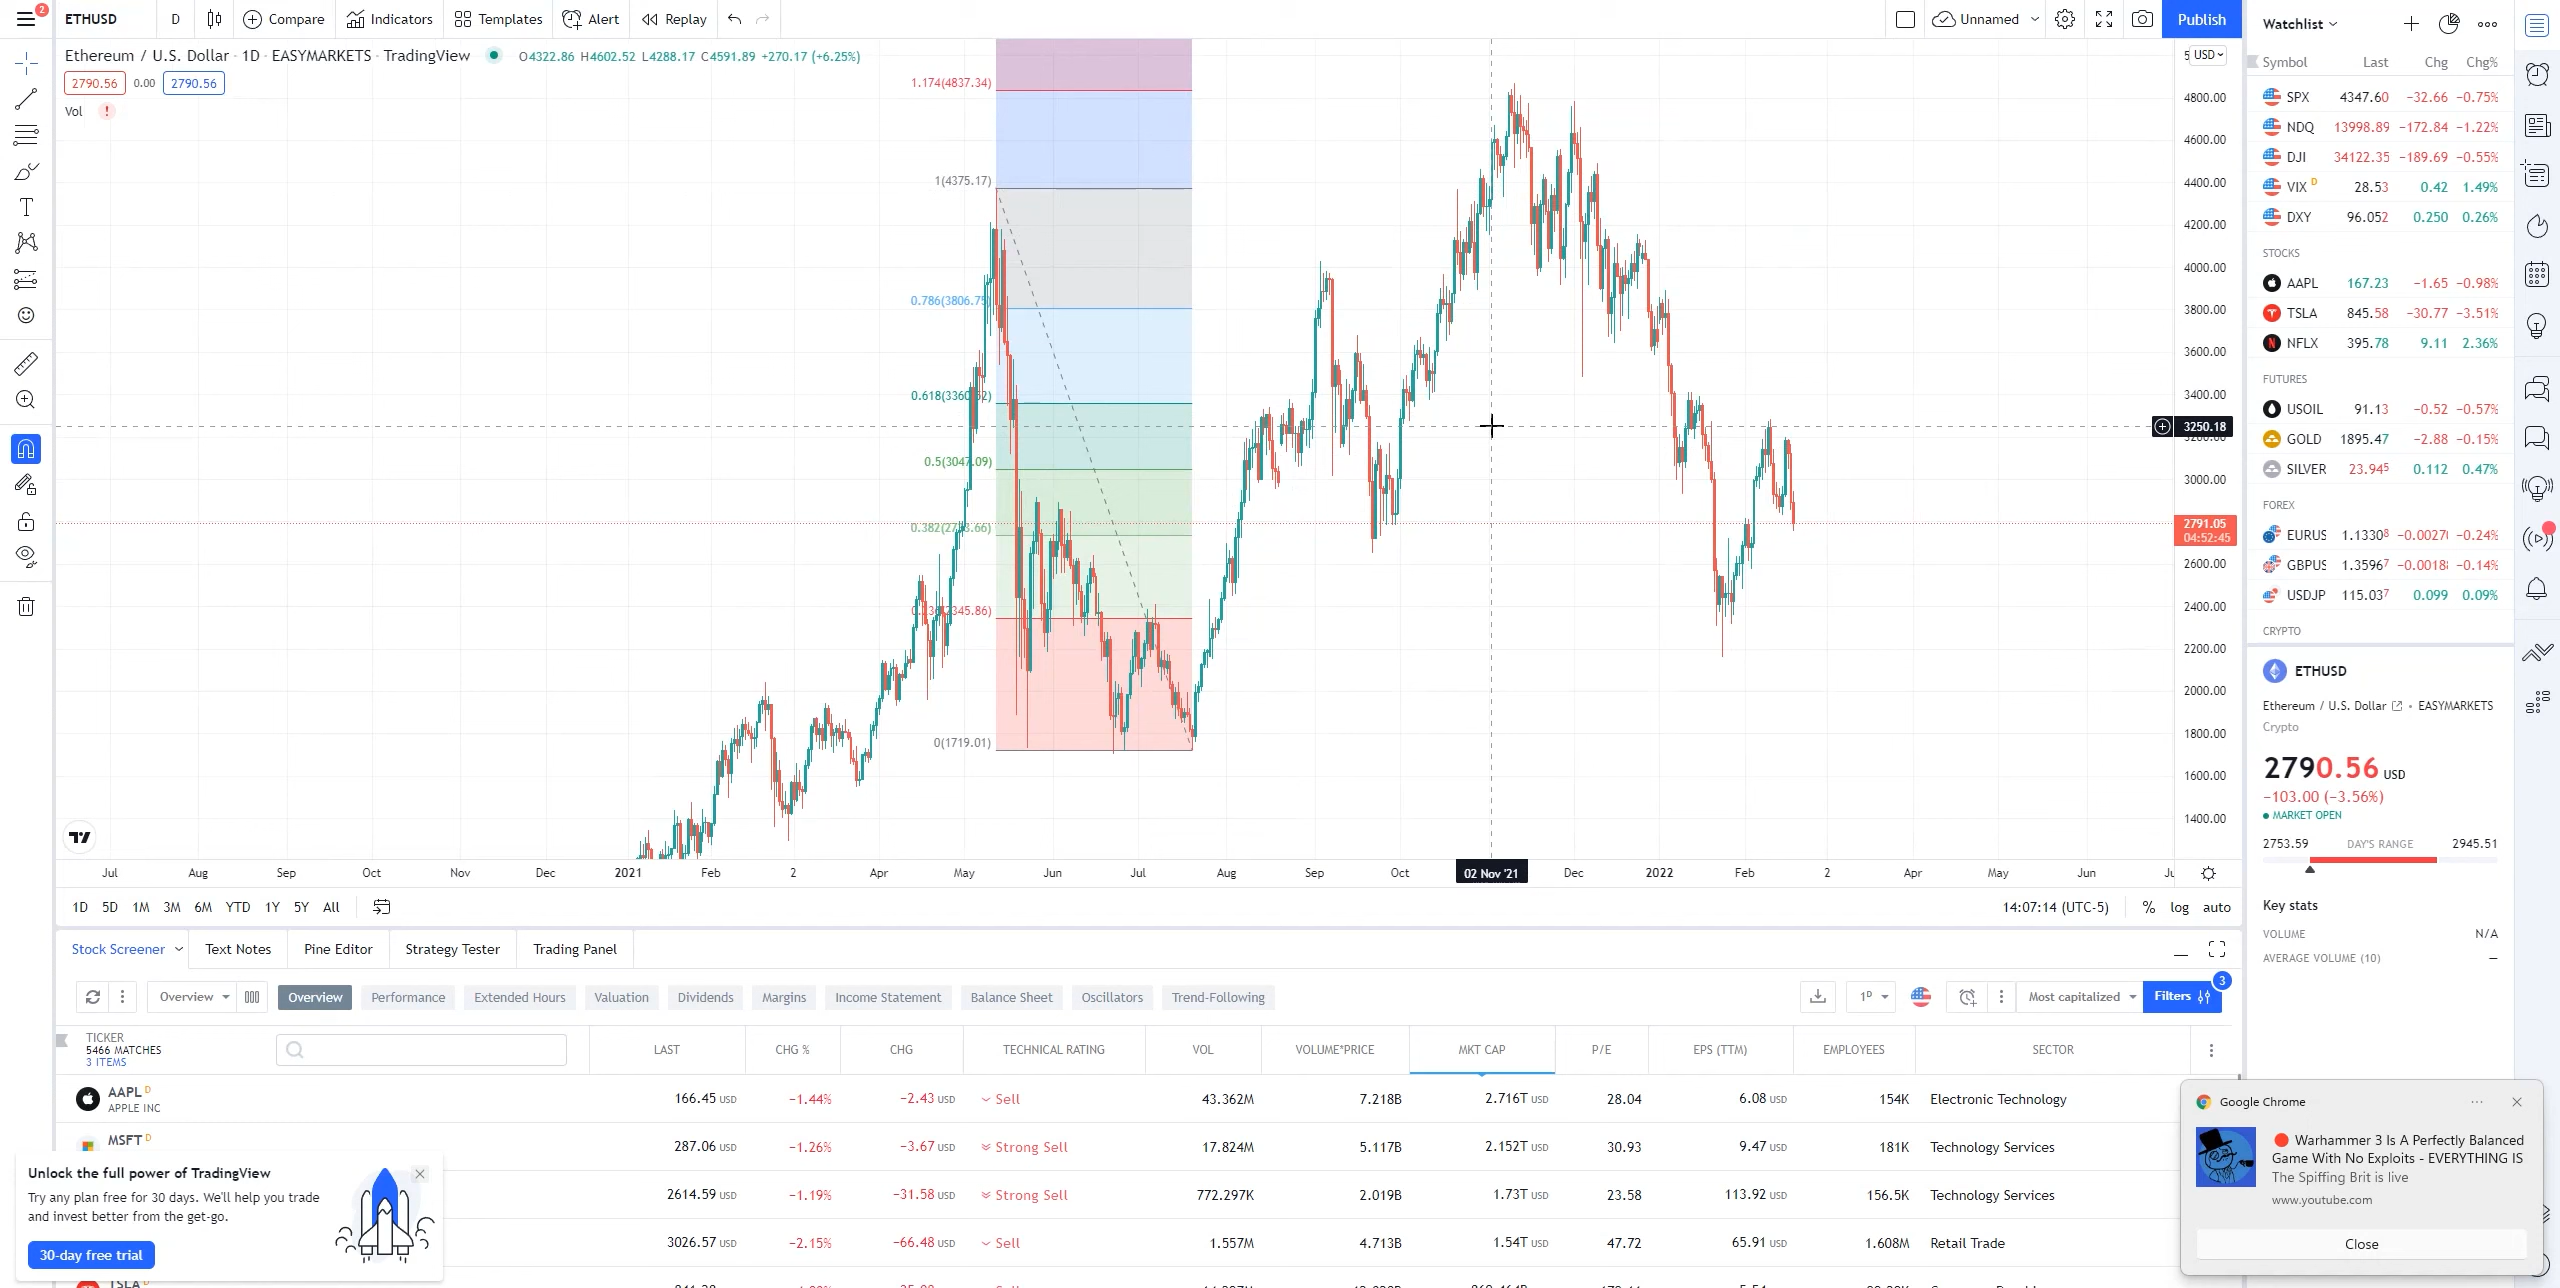 2
ETHUSD
D
Compare
Indicators
Templates
Alert
Replay
Unnamed
Publish
Ethereum / U.S. Dollar · 1D · EASYMARKETS · TradingView
O4322.86 H4602.52 L4288.17 C4591.89 +270.17 (+6.25%)
2790.56 0.00 2790.56
Vol !
USD
1.174(4837.34)
1(4375.17)
0.786(3806.75)
0.5(3047.09)
0(1719.01)
4800.00
4600.00
4400.00
4200.00
4000.00
3800.00
3600.00
3400.00
3250.18
3200.00
3000.00
2791.05
04:52:45
2600.00
2400.00
2200.00
2000.00
1800.00
1600.00
1400.00
Jul Aug Sep Oct Nov Dec 2021 Feb 2 Apr May Jun Jul Aug Sep Oct 02 Nov '21 Dec 2022 Feb 2 Apr May Jun
1D 5D 1M 3M 6M YTD 1Y 5Y All
14:07:14 (UTC-5) % log auto
Stock Screener
Text Notes
Pine Editor
Strategy Tester
Trading Panel
Overview
Overview
Performance
Extended Hours
Valuation
Dividends
Margins
Income Statement
Balance Sheet
Oscillators
Trend-Following
1D
Most capitalized
Filters
3
TICKER
5466 MATCHES
3 ITEMS
LAST CHG % CHG TECHNICAL RATING VOL VOLUME*PRICE MKT CAP P/E EPS (TTM) EMPLOYEES SECTOR
AAPL D
APPLE INC
166.45 USD −1.44% −2.43 USD Sell 43.362M 7.218B 2.716T USD 28.04 6.08 USD 154K Electronic Technology
MSFT D
287.06 USD −1.26% −3.67 USD Strong Sell 17.824M 5.117B 2.152T USD 30.93 9.47 USD 181K Technology Services
2614.59 USD −1.19% −31.58 USD Strong Sell 772.297K 2.019B 1.73T USD 23.58 113.92 USD 156.5K Technology Services
3026.57 USD −2.15% −66.48 USD Sell 1.557M 4.713B 1.54T USD 47.72 65.91 USD 1.608M Retail Trade
TSLA D
Unlock the full power of TradingView
Try any plan free for 30 days. We'll help you trade
and invest better from the get-go.
30-day free trial
Watchlist
Symbol Last Chg Chg%
SPX 4347.60 −32.66 −0.75%
NDQ 13998.89 −172.84 −1.22%
DJI 34122.35 −189.69 −0.55%
VIX D 28.53 0.42 1.49%
DXY 96.052 0.250 0.26%
STOCKS
AAPL 167.23 −1.65 −0.98%
TSLA 845.58 −30.77 −3.51%
NFLX 395.78 9.11 2.36%
FUTURES
USOIL 91.13 −0.52 −0.57%
GOLD 1895.47 −2.88 −0.15%
SILVER 23.945 0.112 0.47%
FOREX
EURUS 1.13308 −0.0027 −0.24%
GBPUS 1.35967 −0.0018 −0.14%
USDJP 115.037 0.099 0.09%
CRYPTO
ETHUSD
Ethereum / U.S. Dollar • EASYMARKETS
Crypto
2790.56 USD
−103.00 (−3.56%)
MARKET OPEN
2753.59 DAY'S RANGE 2945.51
Key stats
VOLUME N/A
AVERAGE VOLUME (10) —
Google Chrome
Warhammer 3 Is A Perfectly Balanced
Game With No Exploits - EVERYTHING IS
The Spiffing Brit is live
www.youtube.com
Close